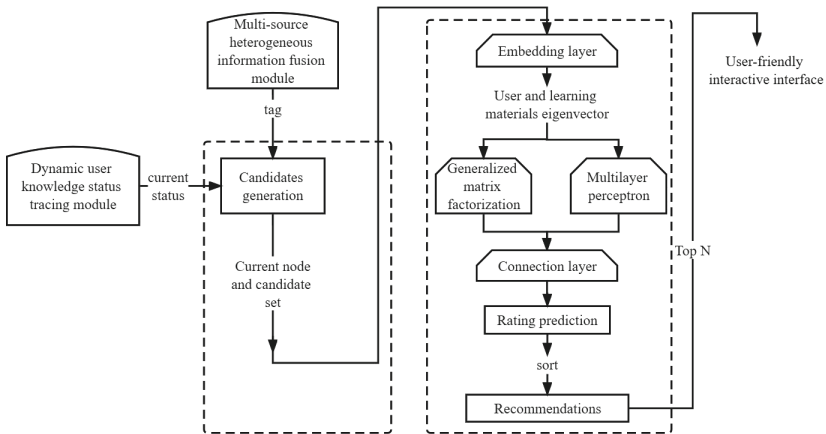 Multi-source
heterogeneous
information fusion
module
tag
Dynamic user
knowledge status
tracing module
current
status
Candidates
generation
Current node
and candidate
set
Embedding layer
User and learning
materials eigenvector
Generalized
matrix
factorization
Multilayer
perceptron
Connection layer
Rating prediction
sort
Recommendations
Top N
User-friendly
interactive interface